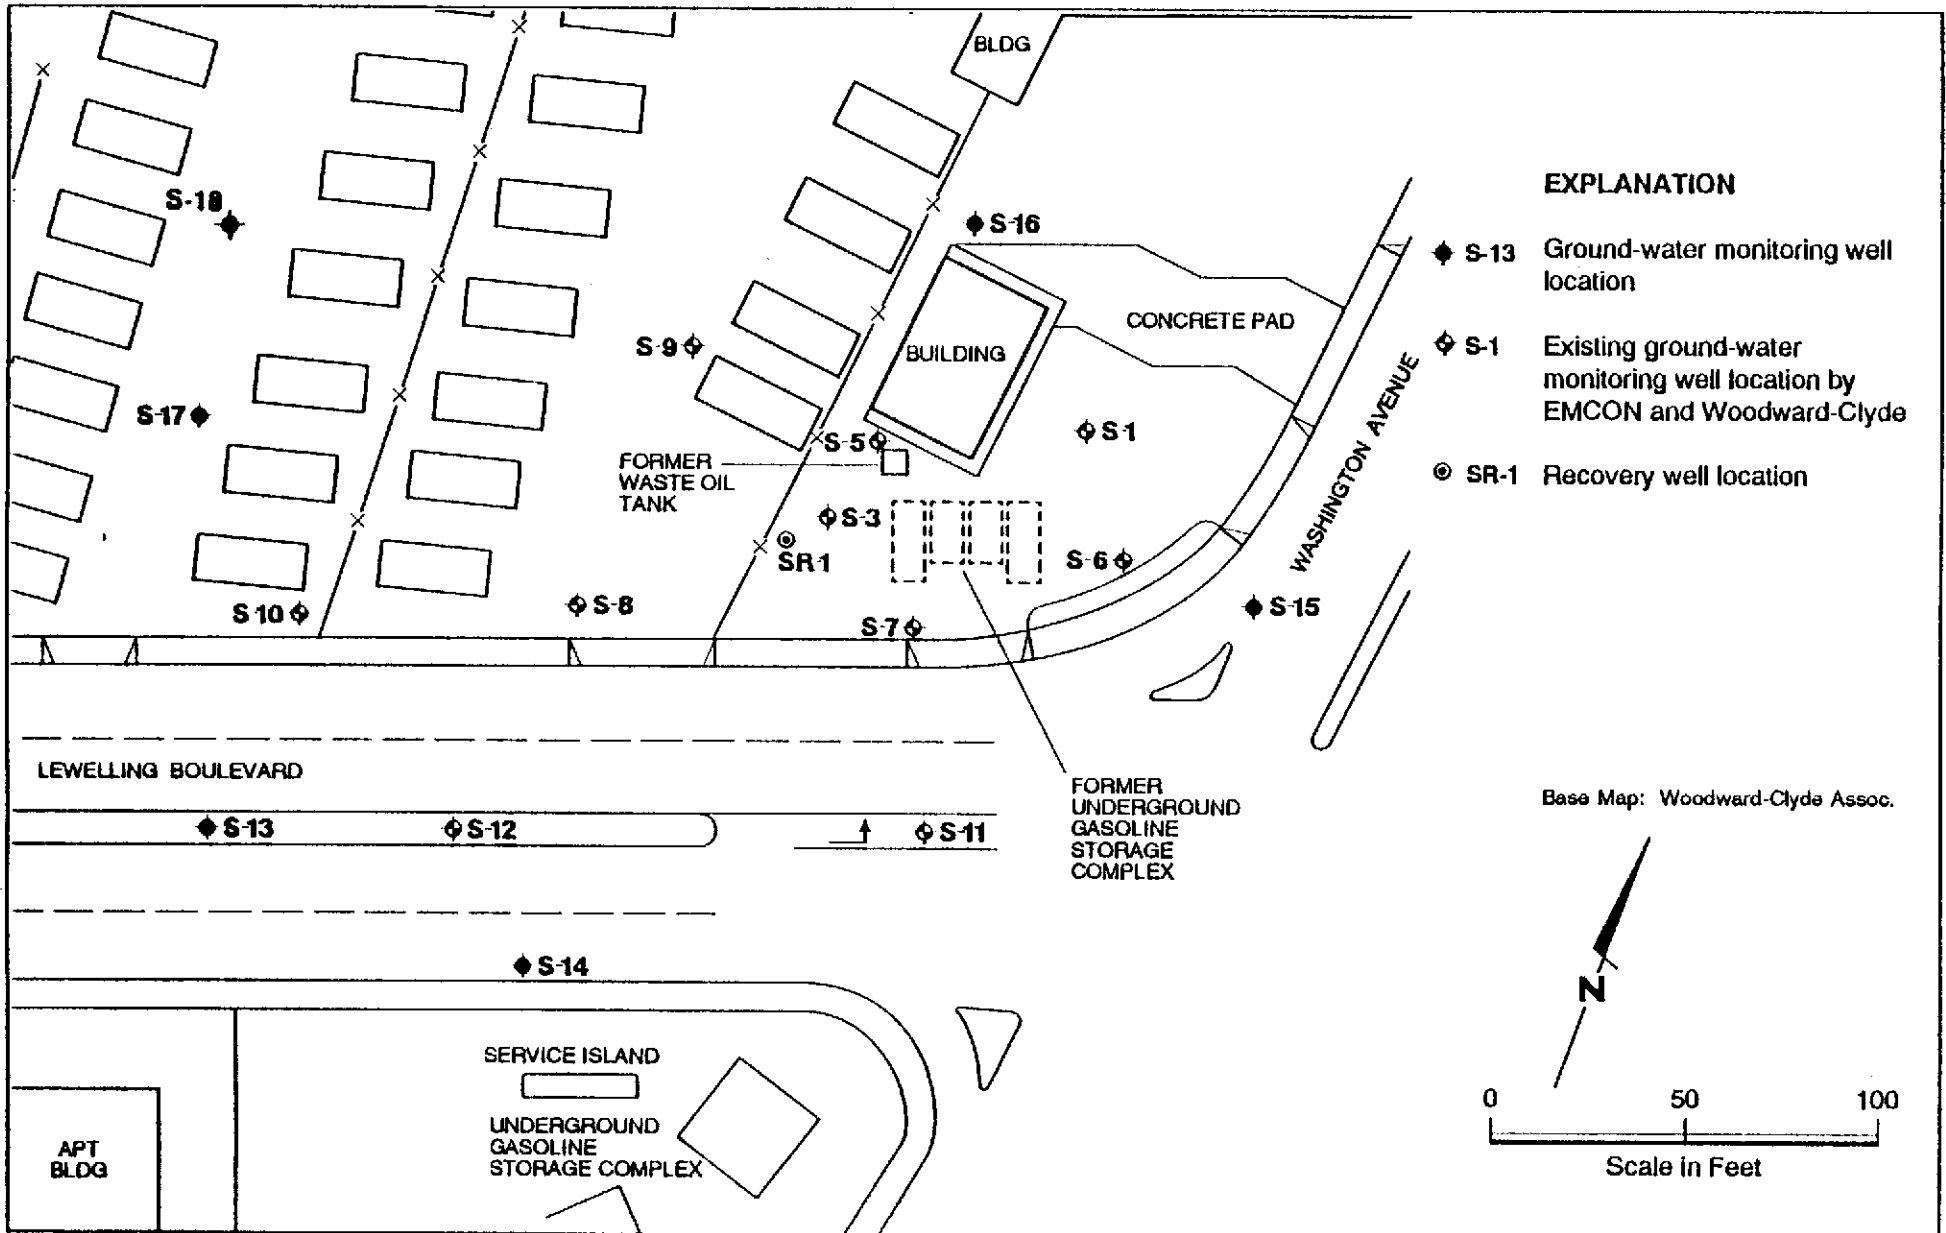 BLDG
S-18
S-16
EXPLANATION
S-13 Ground-water monitoring well
location
S-9
CONCRETE PAD
BUILDING
S-1 Existing ground-water
monitoring well location by
EMCON and Woodward-Clyde
WASHINGTON AVENUE
S-17
S-5
S-1
FORMER
WASTE OIL
TANK
SR-1 Recovery well location
S-3
SR1
S-6
S-10
S-8
S-7
S-15
LEWELLING BOULEVARD
FORMER
UNDERGROUND
GASOLINE
STORAGE
COMPLEX
Base Map: Woodward-Clyde Assoc.
S-13
S-12
S-11
S-14
N
SERVICE ISLAND
UNDERGROUND
GASOLINE
STORAGE COMPLEX
APT
BLDG
0 50 100
Scale in Feet